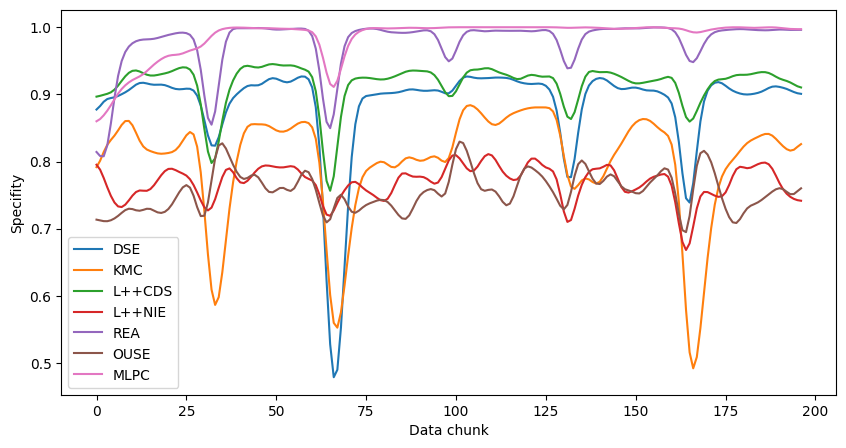 1.0
0.9
0.8
0.7
0.6
0.5
Specifity
DSE
KMC
L++CDS
L++NIE
REA
OUSE
MLPC
0 25 50 75 100 125 150 175 200
Data chunk